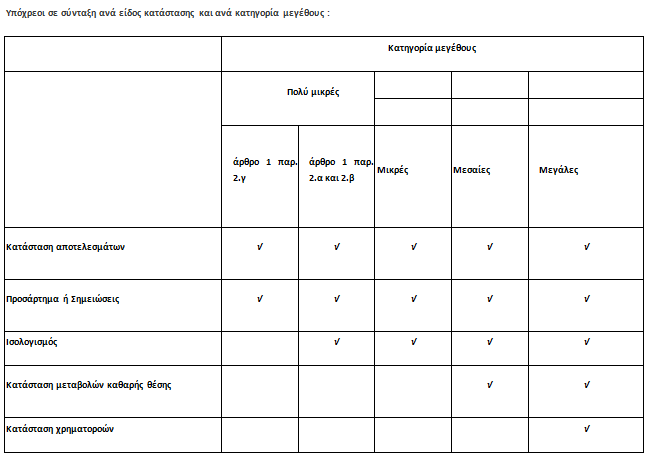 Υπόχρεοι σε σύνταξη ανά είδος κατάστασης και ανά κατηγορία μεγέθους :
Κατηγορία μεγέθους
Πολύ μικρές
άρθρο 1 παρ. άρθρο 1 παρ. Μικρές Μεσαίες Μεγάλες
2.γ 2.α και 2.β
Κατάσταση αποτελεσμάτων √ √ √ √ √
Προσάρτημα ή Σημειώσεις √ √ √ √ √
Ισολογισμός √ √ √ √
Κατάσταση μεταβολών καθαρής θέσης √ √
Κατάσταση χρηματοροών √